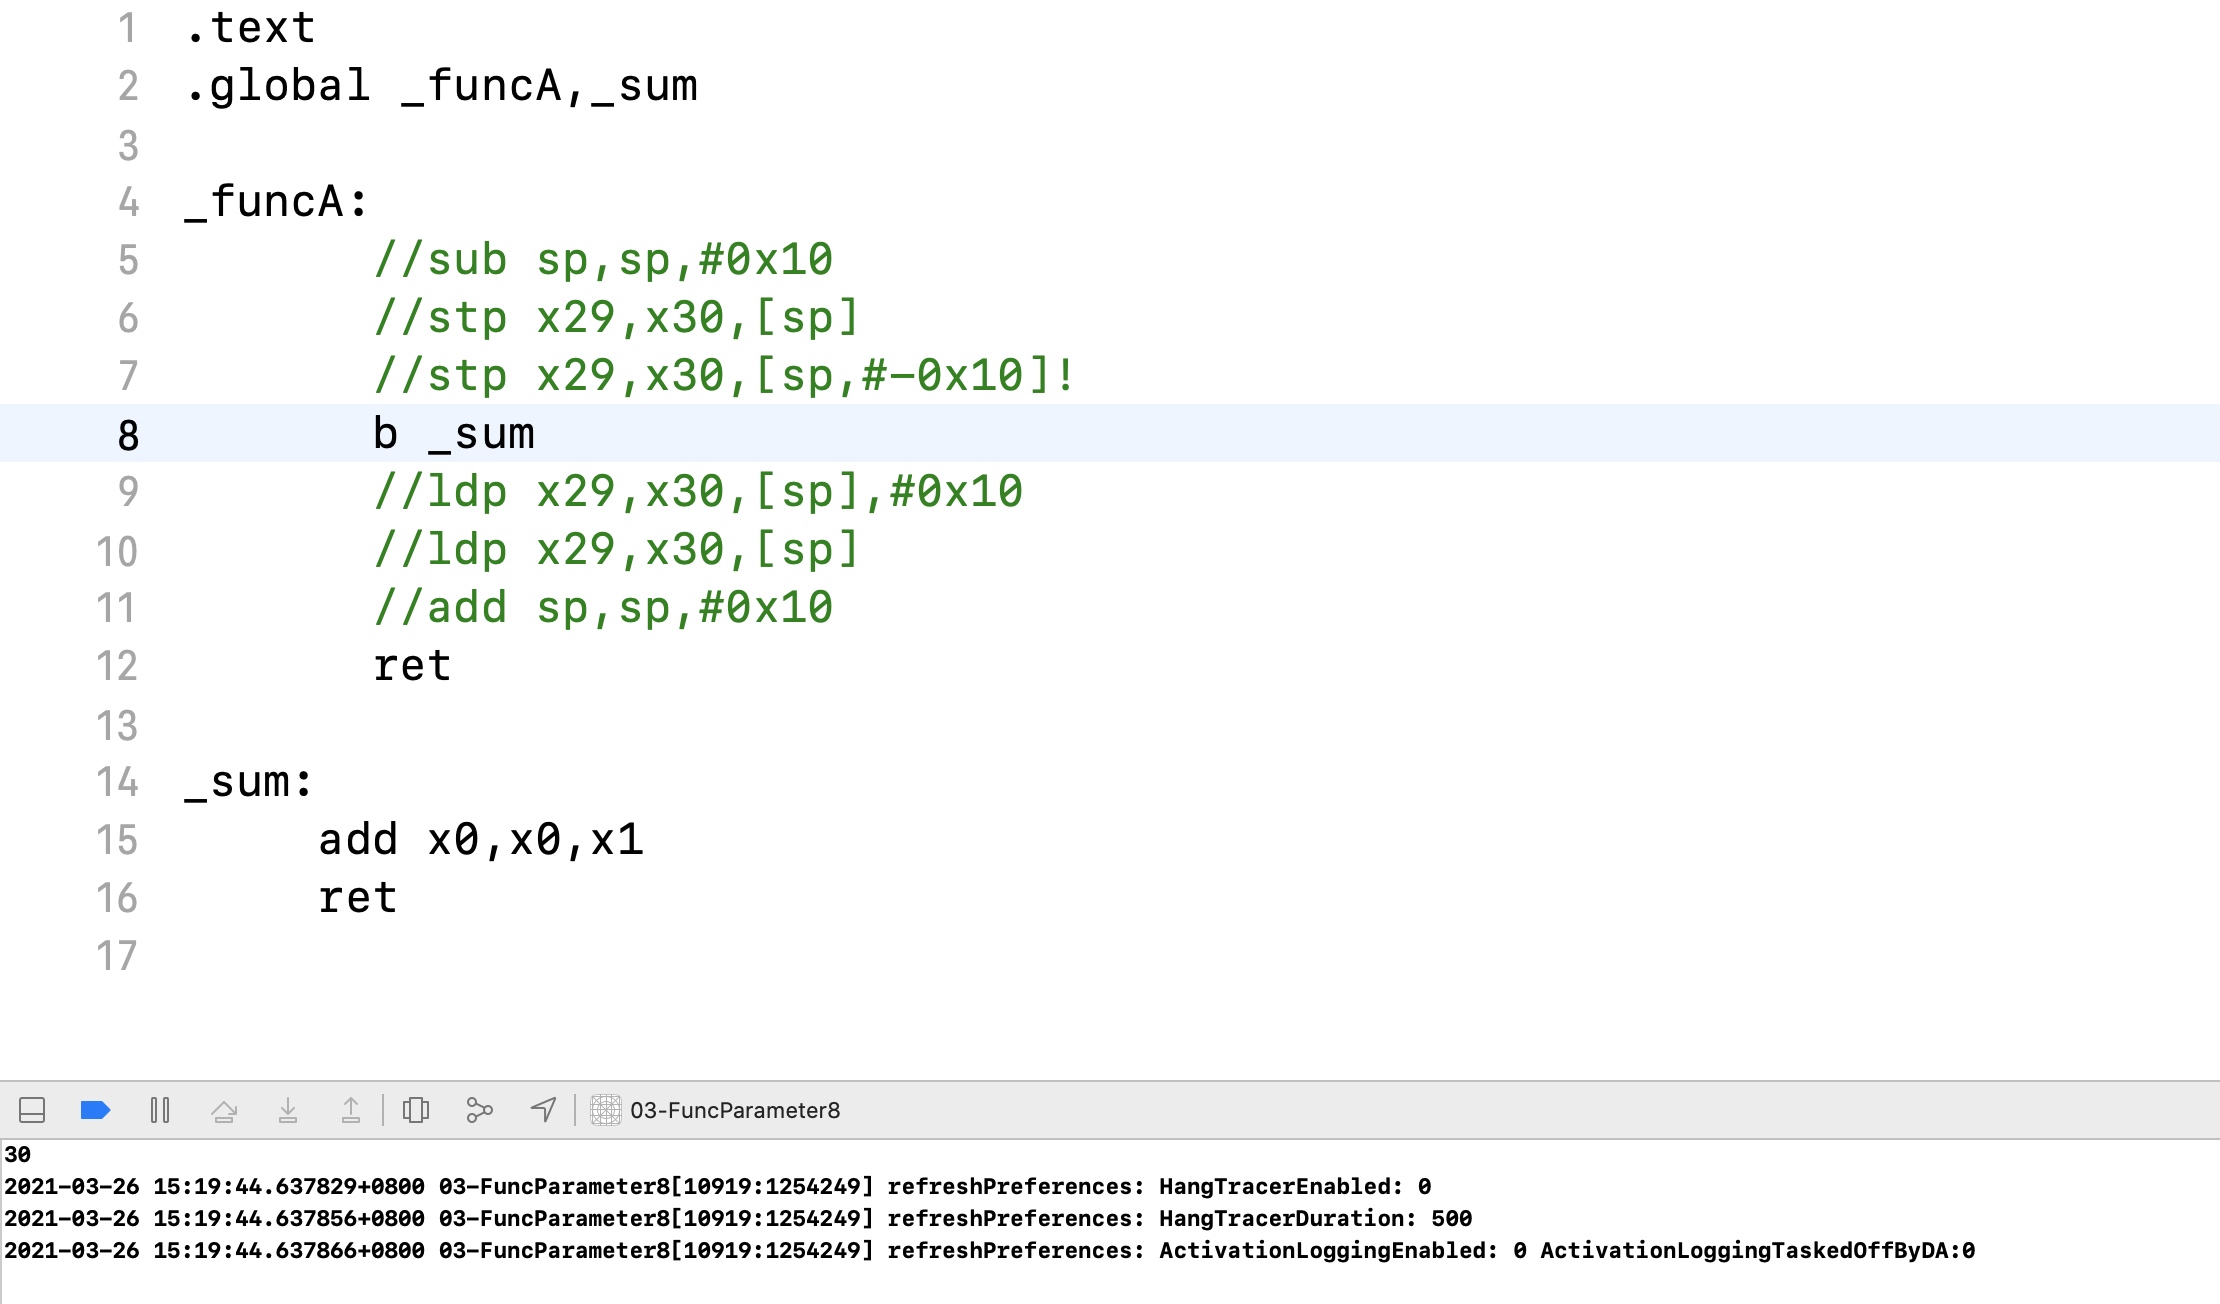 1 .text
2 .global _funcA,_sum
3
4 _funcA:
5 //sub sp,sp,#0x10
6 //stp x29,x30,[sp]
7 //stp x29,x30,[sp,#-0x10]!
8 b _sum
9 //ldp x29,x30,[sp],#0x10
10 //ldp x29,x30,[sp]
11 //add sp,sp,#0x10
12 ret
13
14 _sum:
15 add x0,x0,x1
16 ret
17
03-FuncParameter8
30
2021-03-26 15:19:44.637829+0800 03-FuncParameter8[10919:1254249] refreshPreferences: HangTracerEnabled: 0
2021-03-26 15:19:44.637856+0800 03-FuncParameter8[10919:1254249] refreshPreferences: HangTracerDuration: 500
2021-03-26 15:19:44.637866+0800 03-FuncParameter8[10919:1254249] refreshPreferences: ActivationLoggingEnabled: 0 ActivationLoggingTaskedOffByDA:0